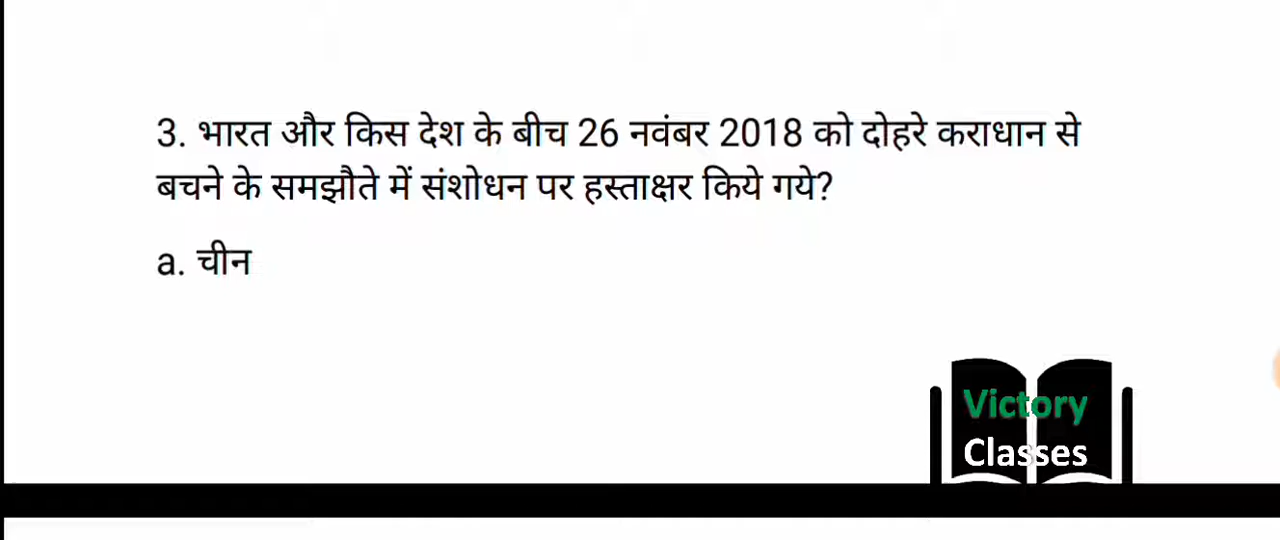 3. भारत और किस देश के बीच 26 नवंबर 2018 को दोहरे कराधान से
बचने के समझौते में संशोधन पर हस्ताक्षर किये गये?
a. चीन
Victory
Classes